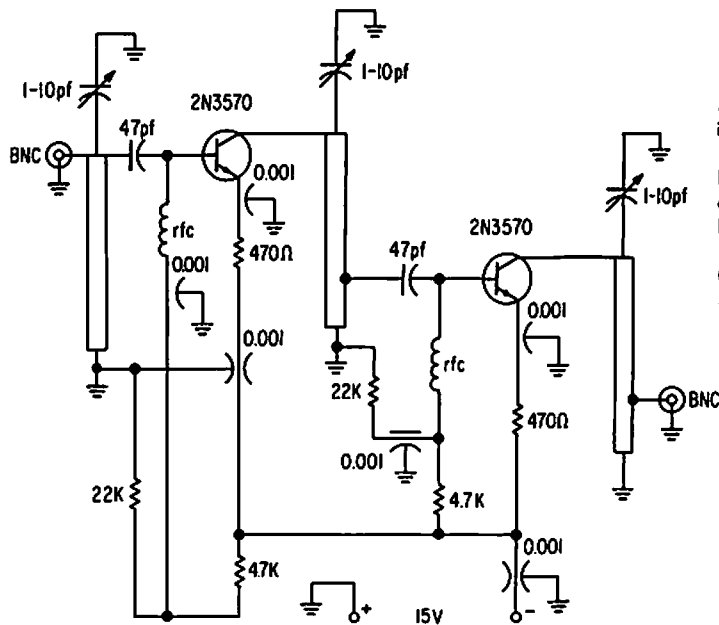 1-10pf
1-10pf
2N3570
47pf
BNC
0.001
1-10pf
rfc
470Ω
2N3570
47pf
0.001
0.001
0.001
rfc
22K
470Ω
BNC
0.001
22K
4.7K
0.001
4.7K
+
15V
-